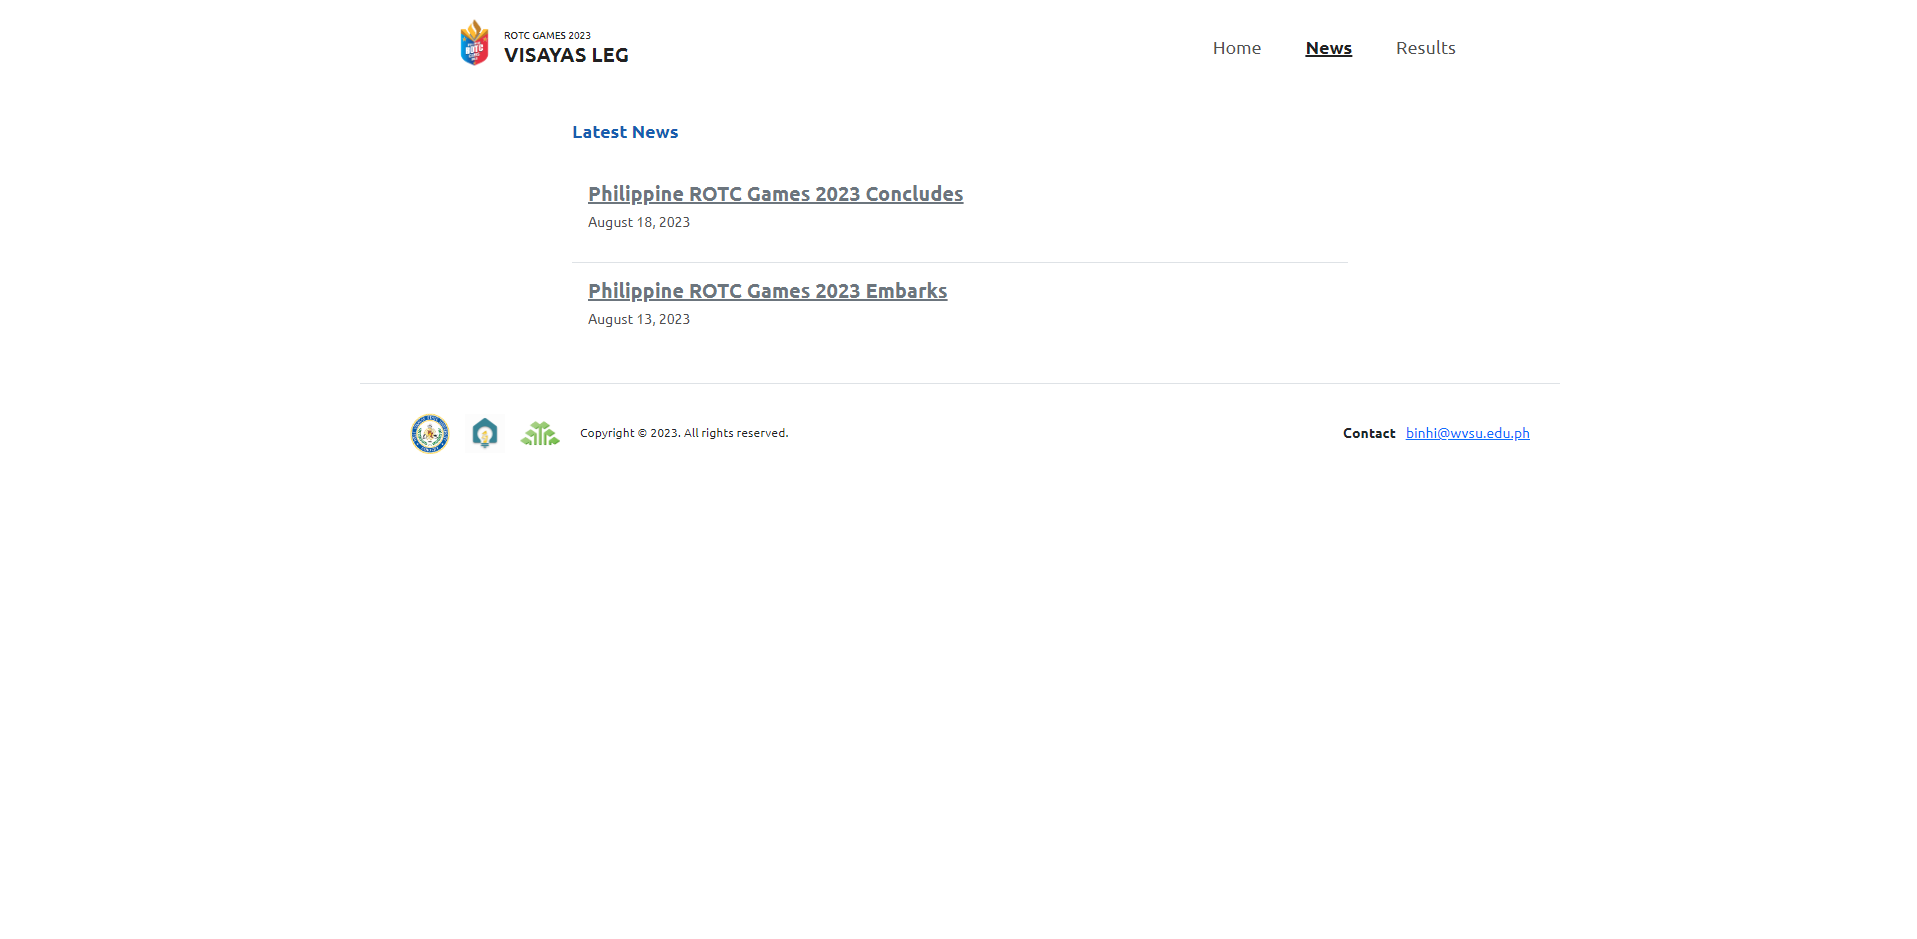 ROTC GAMES 2023
VISAYAS LEG
Home
News
Results
Latest News
Philippine ROTC Games 2023 Concludes
August 18, 2023
Philippine ROTC Games 2023 Embarks
August 13, 2023
Copyright © 2023. All rights reserved.
Contact binhi@wvsu.edu.ph